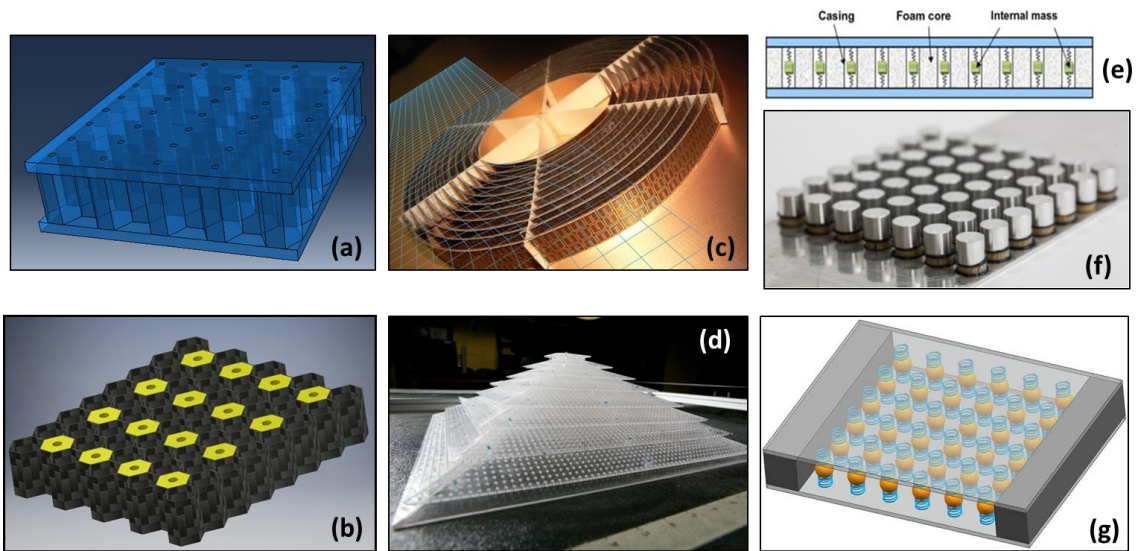 Casing Foam core Internal mass
(e)
(a)
(c)
(f)
(b)
(d)
(g)